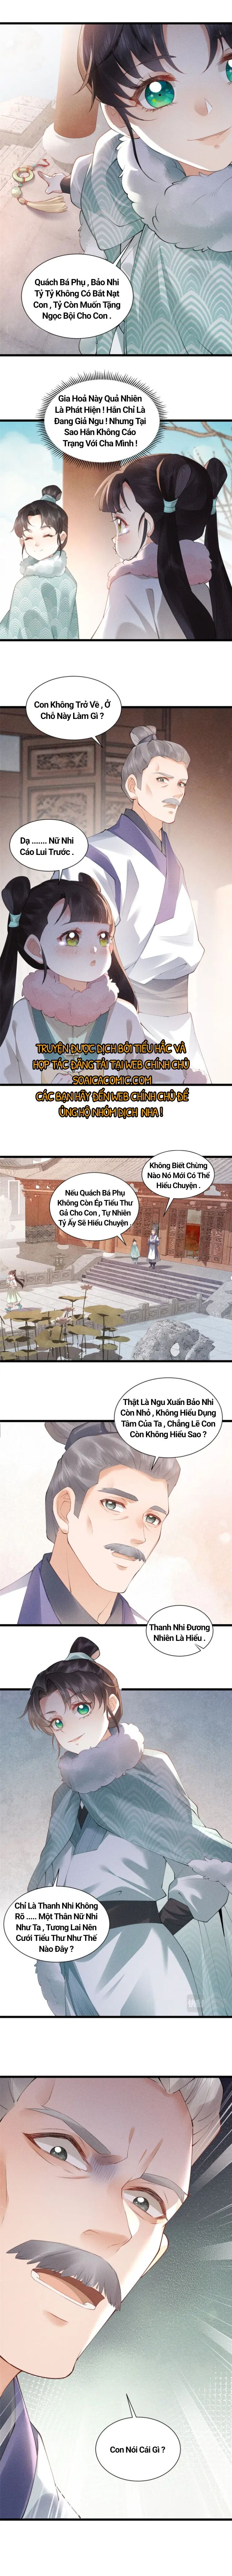 Quách Bá Phụ , Bảo Nhi
Tỷ Tỷ Không Có Bắt Nạt
Con , Tỷ Còn Muốn Tặng
Ngọc Bội Cho Con .
Gia Hoả Này Quả Nhiên
Là Phát Hiện ! Hắn Chỉ Là
Đang Giả Ngu ! Nhưng Tại
Sao Hắn Không Cáo
Trạng Với Cha Mình !
Con Không Trở Về , Ở
Chỗ Này Làm Gì ?
Dạ ....... Nữ Nhi
Cáo Lui Trước .
TRUYỆN ĐƯỢC DỊCH BỞI TIỂU HẮC VÀ
HỢP TÁC ĐĂNG TẢI TẠI WEB CHÍNH CHỦ
SOAICACOMIC.COM
CÁC BẠN HÃY ĐẾN WEB CHÍNH CHỦ ĐỂ
ỦNG HỘ NHÓM DỊCH NHA !
Không Biết Chừng
Nào Nó Mới Có Thể
Hiểu Chuyện .
Nếu Quách Bá Phụ
Không Còn Ép Tiểu Thư
Gả Cho Con , Tự Nhiên
Tỷ Ấy Sẽ Hiểu Chuyện .
Thật Là Ngu Xuẩn Bảo Nhi
Còn Nhỏ , Không Hiểu Dụng
Tâm Của Ta , Chẳng Lẽ Con
Còn Không Hiểu Sao ?
Thanh Nhi Đương
Nhiên Là Hiểu .
Chỉ Là Thanh Nhi Không
Rõ ..... Một Thân Nữ Nhi
Như Ta , Tương Lai Nên
Cưới Tiểu Thư Như Thế
Nào Đây ?
Con Nói Cái Gì ?